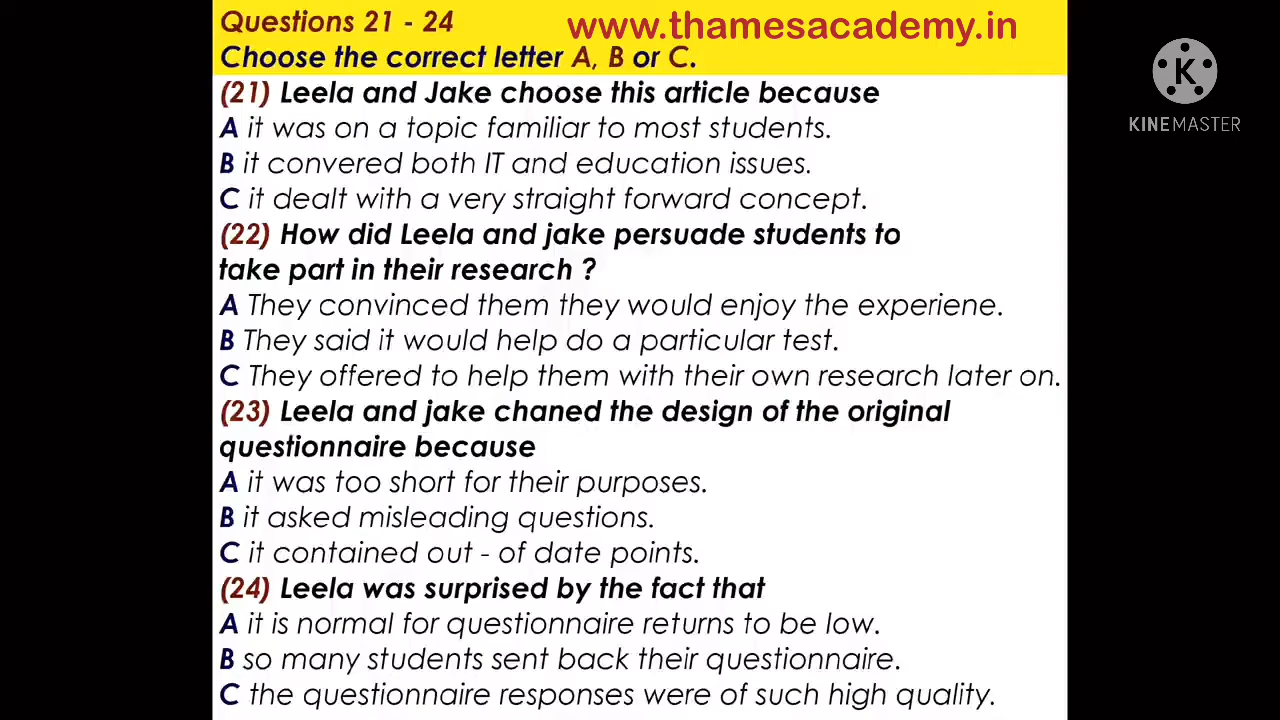 Questions 21 - 24
www.thamesacademy.in
Choose the correct letter A, B or C.
(21) Leela and Jake choose this article because
A it was on a topic familiar to most students.
B it convered both IT and education issues.
C it dealt with a very straight forward concept.
(22) How did Leela and jake persuade students to
take part in their research ?
A They convinced them they would enjoy the experiene.
B They said it would help do a particular test.
C They offered to help them with their own research later on.
(23) Leela and jake chaned the design of the original
questionnaire because
A it was too short for their purposes.
B it asked misleading questions.
C it contained out - of date points.
(24) Leela was surprised by the fact that
A it is normal for questionnaire returns to be low.
B so many students sent back their questionnaire.
C the questionnaire responses were of such high quality.
K
KINEMASTER